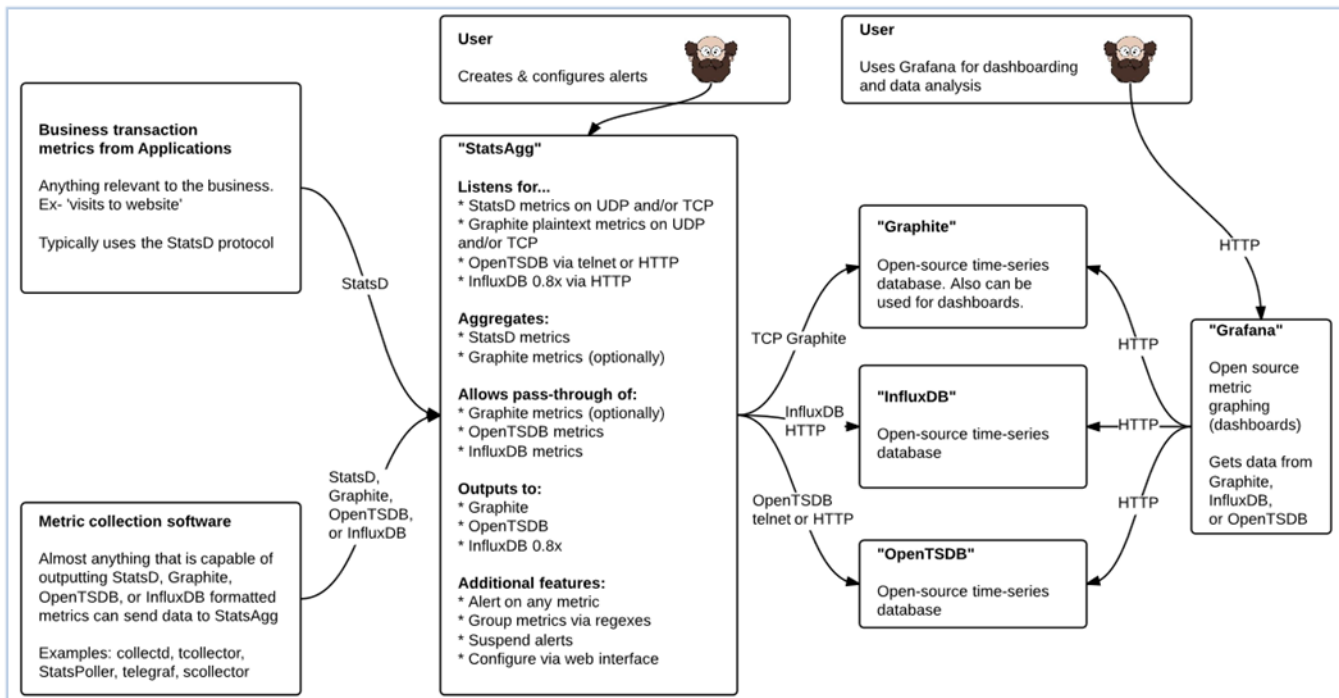 User
Creates & configures alerts
User
Uses Grafana for dashboarding
and data analysis
Business transaction
metrics from Applications
Anything relevant to the business.
Ex- 'visits to website'
Typically uses the StatsD protocol
StatsD
Metric collection software
Almost anything that is capable of
outputting StatsD, Graphite,
OpenTSDB, or InfluxDB formatted
metrics can send data to StatsAgg
Examples: collectd, tcollector,
StatsPoller, telegraf, scollector
StatsD,
Graphite,
OpenTSDB,
or InfluxDB
"StatsAgg"
Listens for...
* StatsD metrics on UDP and/or TCP
* Graphite plaintext metrics on UDP
and/or TCP
* OpenTSDB via telnet or HTTP
* InfluxDB 0.8x via HTTP
Aggregates:
* StatsD metrics
* Graphite metrics (optionally)
Allows pass-through of:
* Graphite metrics (optionally)
* OpenTSDB metrics
* InfluxDB metrics
Outputs to:
* Graphite
* OpenTSDB
* InfluxDB 0.8x
Additional features:
* Alert on any metric
* Group metrics via regexes
* Suspend alerts
* Configure via web interface
TCP Graphite
InfluxDB
HTTP
OpenTSDB
telnet or HTTP
"Graphite"
Open-source time-series
database. Also can be
used for dashboards.
"InfluxDB"
Open-source time-series
database
"OpenTSDB"
Open-source time-series
database
HTTP
HTTP
HTTP
HTTP
"Grafana"
Open source
metric
graphing
(dashboards)
Gets data from
Graphite,
InfluxDB,
or OpenTSDB